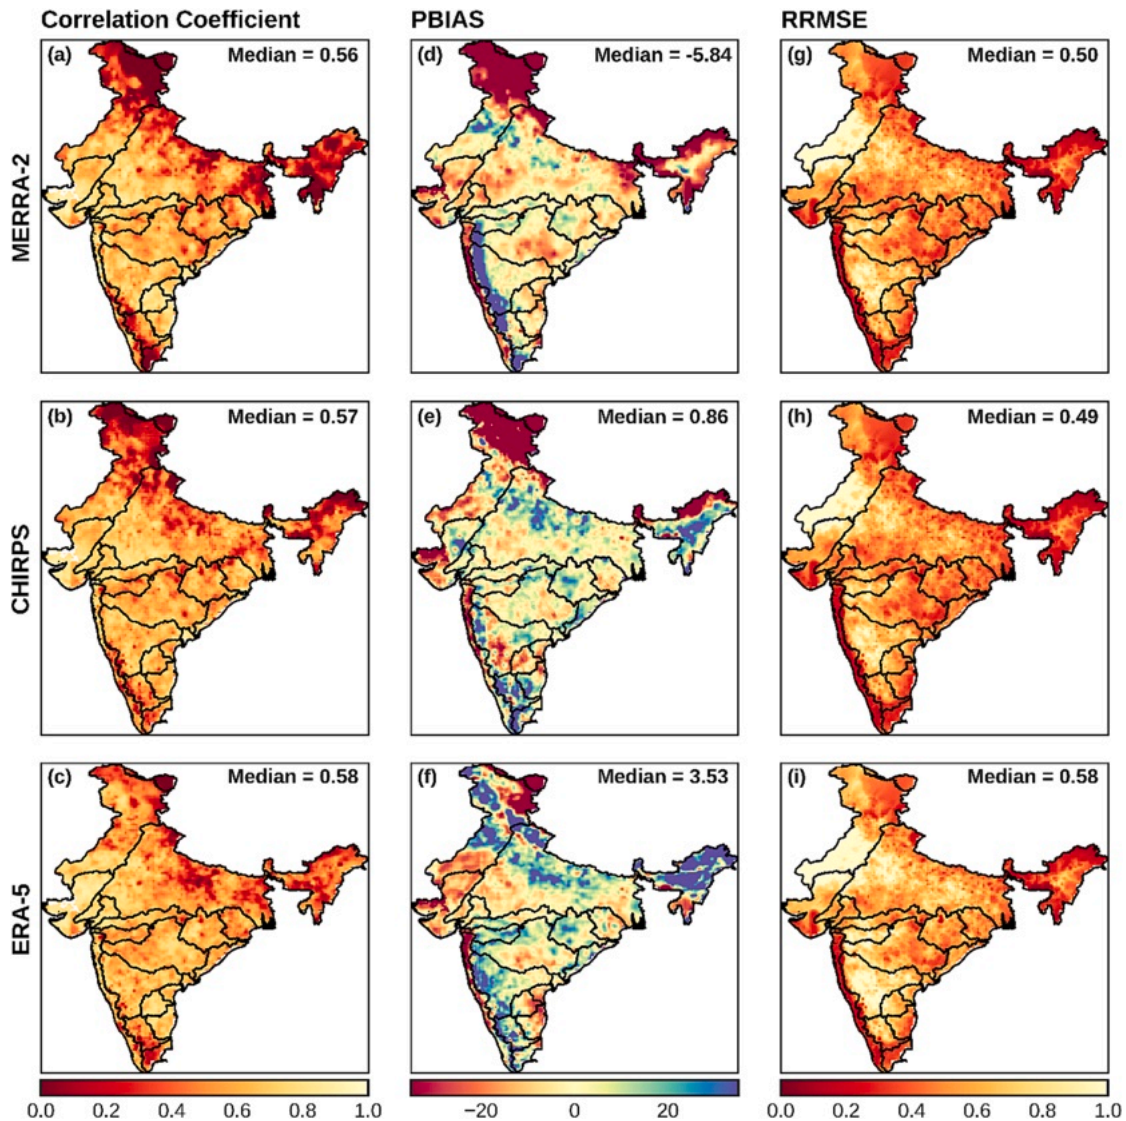 Correlation Coefficient PBIAS RRMSE
(a) Median = 0.56 (d) Median = -5.84 (g) Median = 0.50
MERRA-2
(b) Median = 0.57 (e) Median = 0.86 (h) Median = 0.49
CHIRPS
(c) Median = 0.58 (f) Median = 3.53 (i) Median = 0.58
ERA-5
0.0 0.2 0.4 0.6 0.8 1.0 −20 0 20 0.0 0.2 0.4 0.6 0.8 1.0